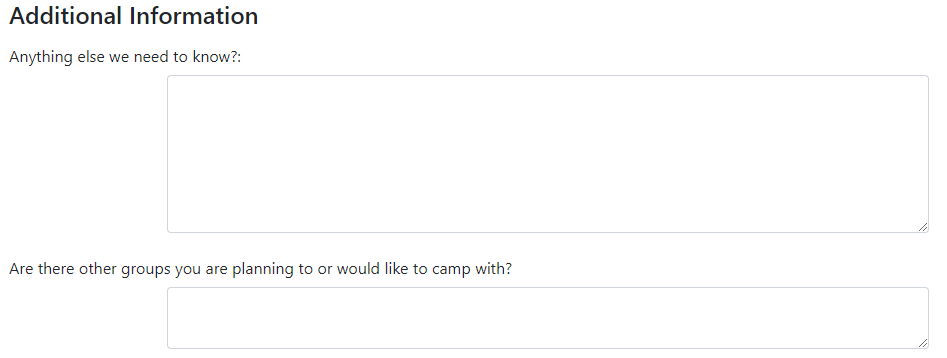 Additional Information
Anything else we need to know?:
Are there other groups you are planning to or would like to camp with?